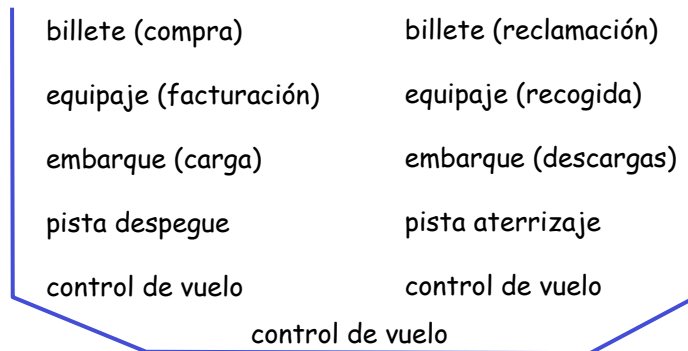 billete (compra)
billete (reclamación)
equipaje (facturación)
equipaje (recogida)
embarque (carga)
embarque (descargas)
pista despegue
pista aterrizaje
control de vuelo
control de vuelo
control de vuelo